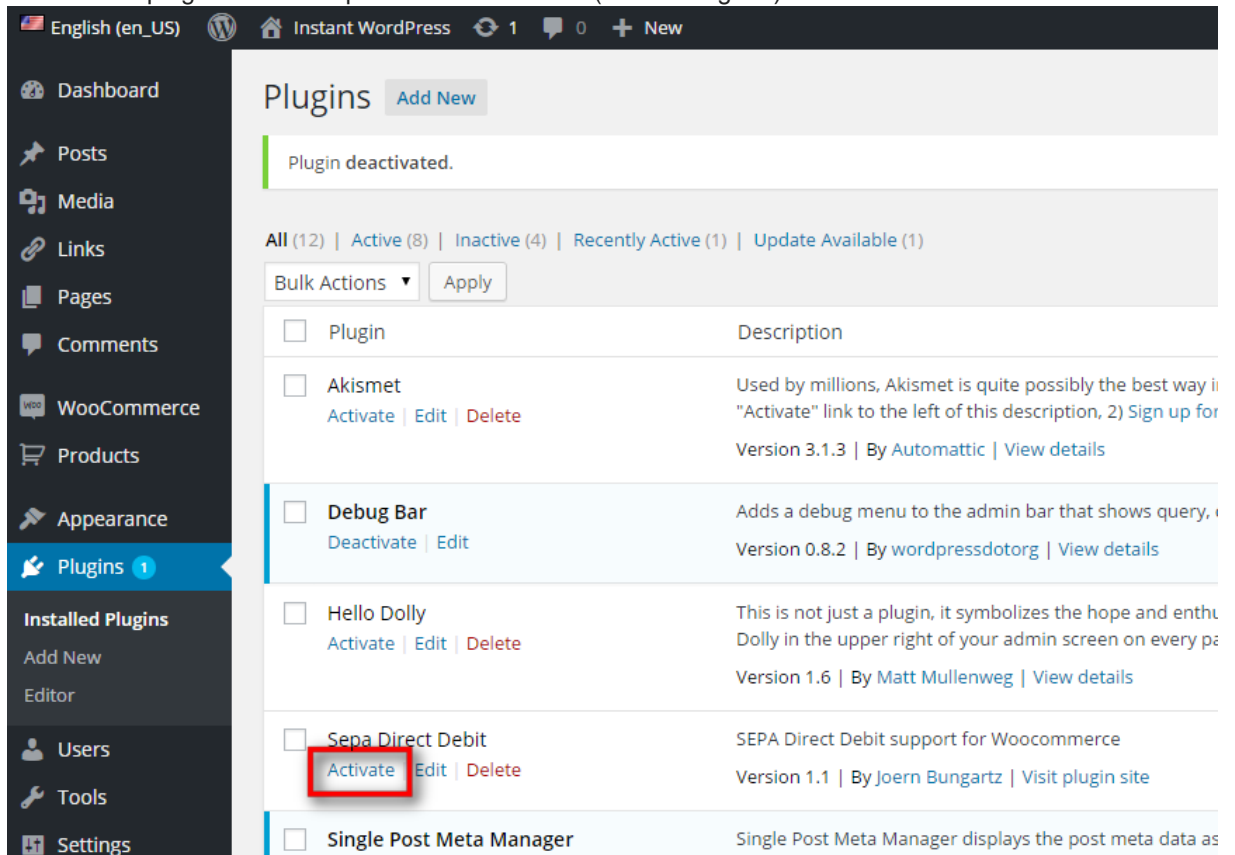 English (en_US) Instant WordPress 1 0 New
Dashboard
Posts
Media
Links
Pages
Comments
WooCommerce
Products
Appearance
Plugins 1
Installed Plugins
Add New
Editor
Users
Tools
Settings
Plugins Add New
Plugin deactivated.
All (12) | Active (8) | Inactive (4) | Recently Active (1) | Update Available (1)
Bulk Actions Apply
Plugin Description
Akismet
Activate | Edit | Delete
Used by millions, Akismet is quite possibly the best way
"Activate" link to the left of this description, 2) Sign up for
Version 3.1.3 | By Automattic | View details
Debug Bar
Deactivate | Edit
Adds a debug menu to the admin bar that shows query,
Version 0.8.2 | By wordpressdotorg | View details
Hello Dolly
Activate | Edit | Delete
This is not just a plugin, it symbolizes the hope and
Dolly in the upper right of your admin screen on every
Version 1.6 | By Matt Mullenweg | View details
Sepa Direct Debit
Activate | Edit | Delete
SEPA Direct Debit support for Woocommerce
Version 1.1 | By Joern Bungartz | Visit plugin site
Single Post Meta Manager
Single Post Meta Manager displays the post meta data as